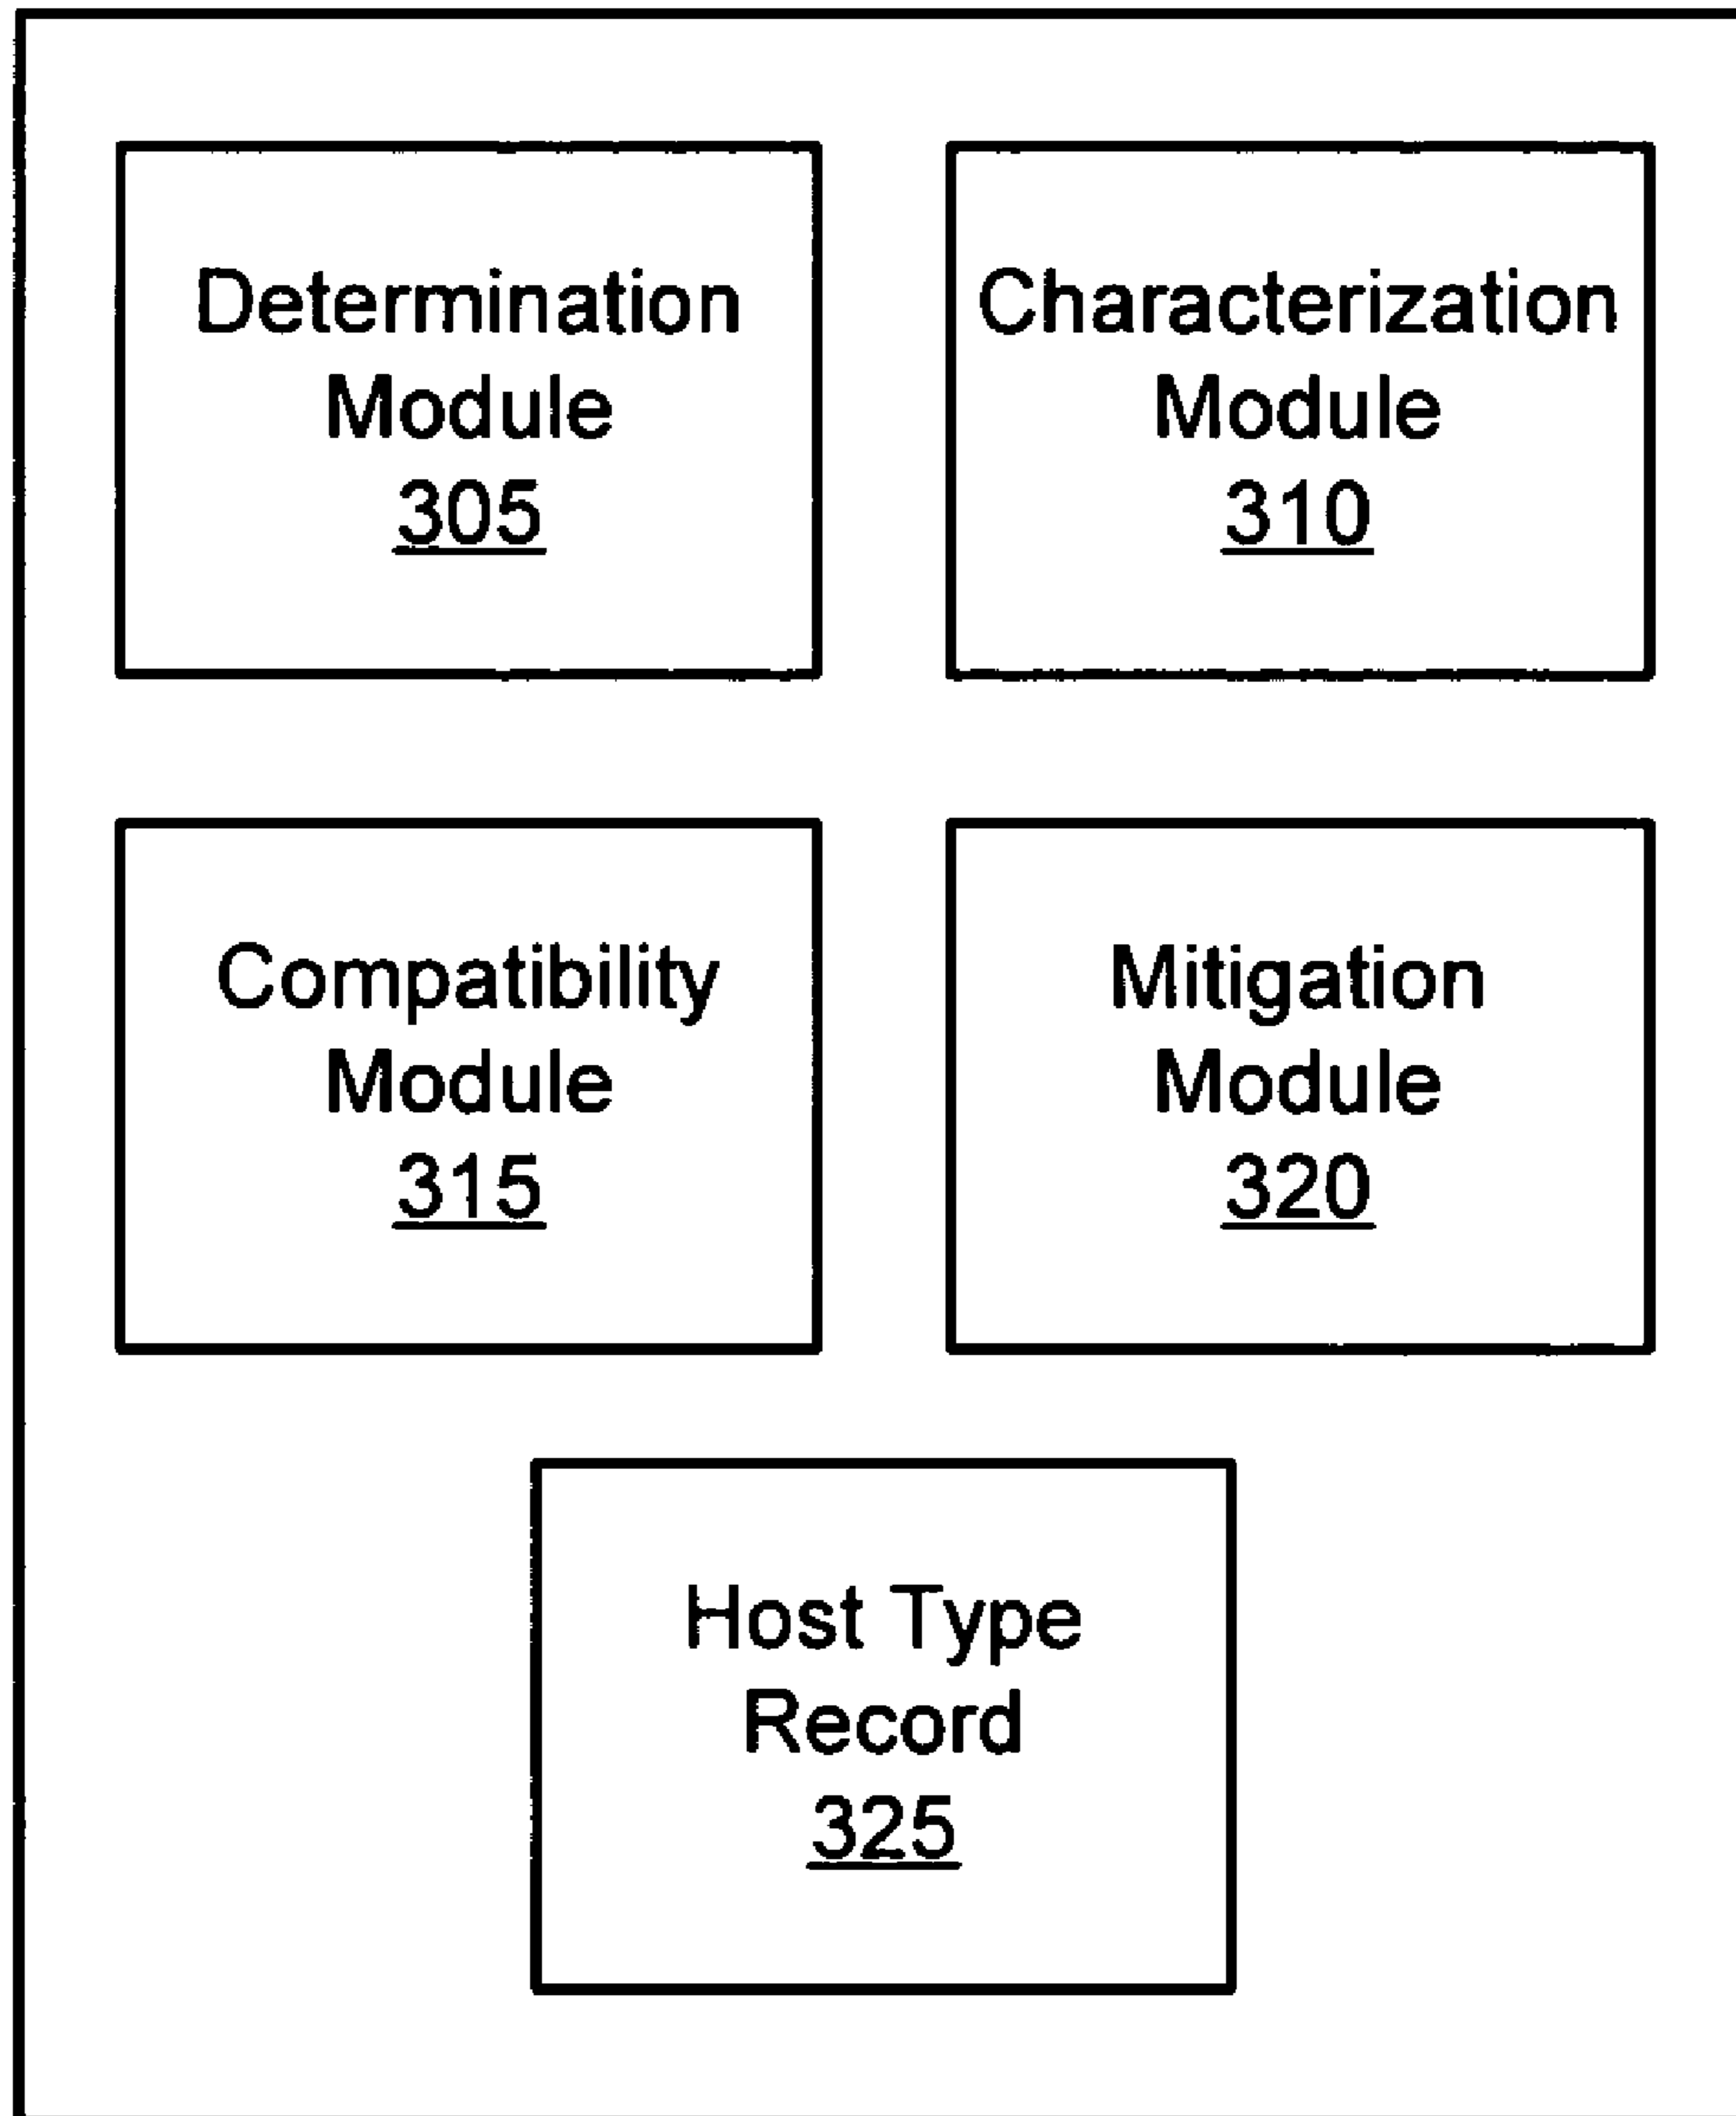 Determination
Module
305
Characterization
Module
310
Compatibility
Module
315
Mitigation
Module
320
Host Type
Record
325